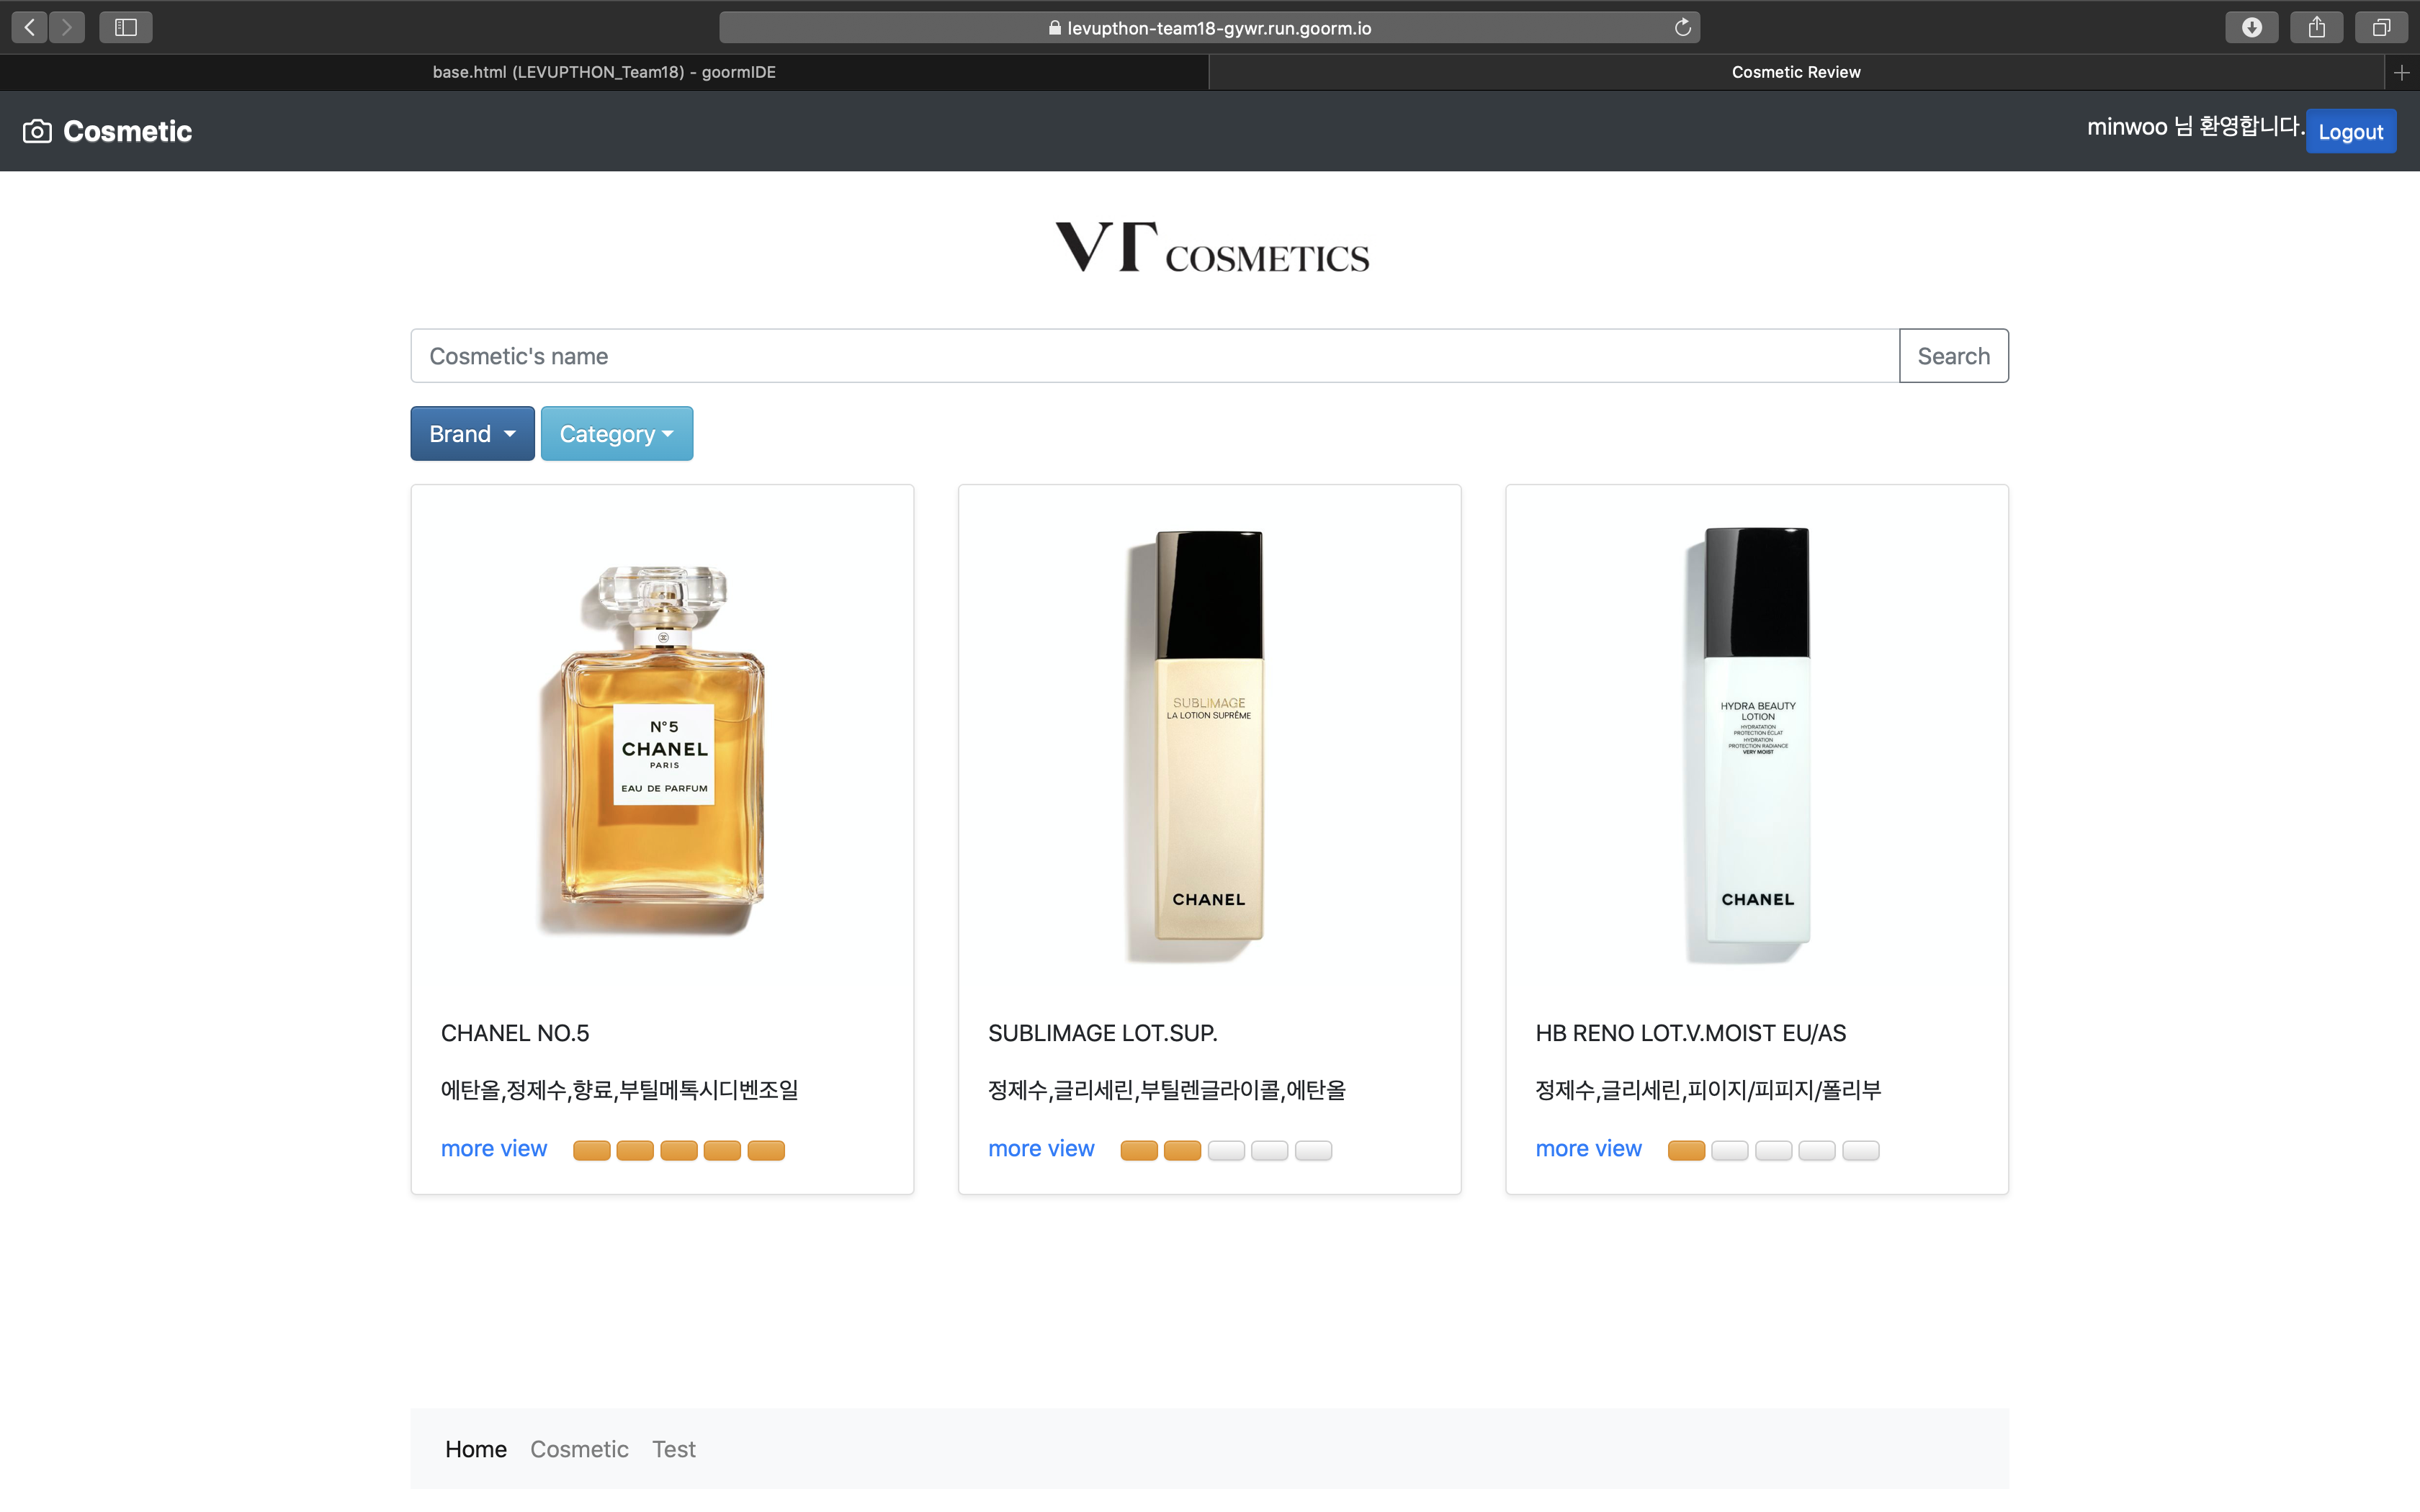 levupthon-team18-gywr.run.goorm.io
base.html (LEVUPTHON_Team18) - goormIDE
Cosmetic Review
Cosmetic
minwoo 님 환영합니다.
Logout
VT COSMETICS
Cosmetic's name
Search
Brand
Category
N°5
CHANEL
PARIS
EAU DE PARFUM
SUBLIMAGE
LA LOTION SUPRÊME
CHANEL
HYDRA BEAUTY
LOTION
HYDRATATION
PROTECTION ÉCLAT
HYDRATION
PROTECTION RADIANCE
VERY MOIST
CHANEL
CHANEL NO.5
에탄올,정제수,향료,부틸메톡시디벤조일
more view
SUBLIMAGE LOT.SUP.
정제수,글리세린,부틸렌글라이콜,에탄올
more view
HB RENO LOT.V.MOIST EU/AS
정제수,글리세린,피이지/피피지/폴리부
more view
Home
Cosmetic
Test